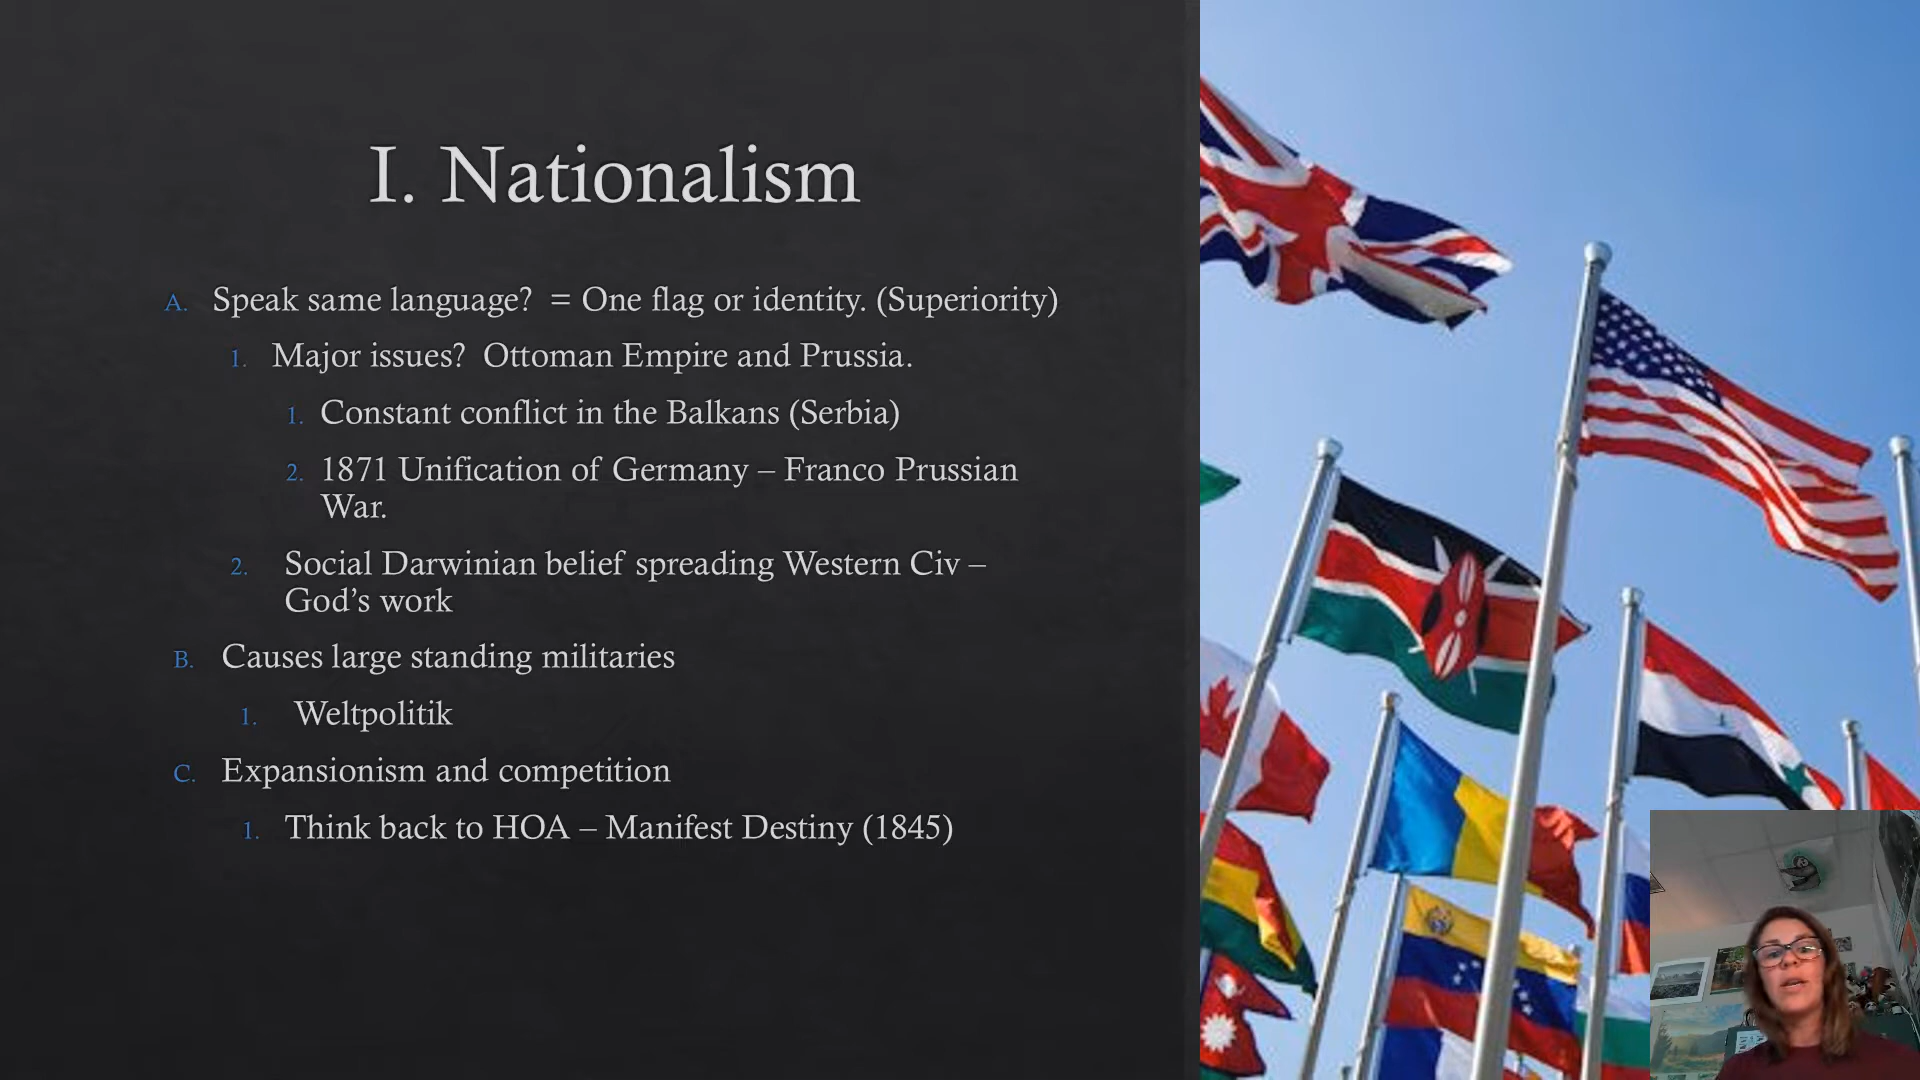 I. Nationalism
A. Speak same language?  = One flag or identity. (Superiority)
1. Major issues?  Ottoman Empire and Prussia.
1. Constant conflict in the Balkans (Serbia)
2. 1871 Unification of Germany – Franco Prussian
War.
2. Social Darwinian belief spreading Western Civ –
God’s work
B. Causes large standing militaries
1. Weltpolitik
C. Expansionism and competition
1. Think back to HOA – Manifest Destiny (1845)